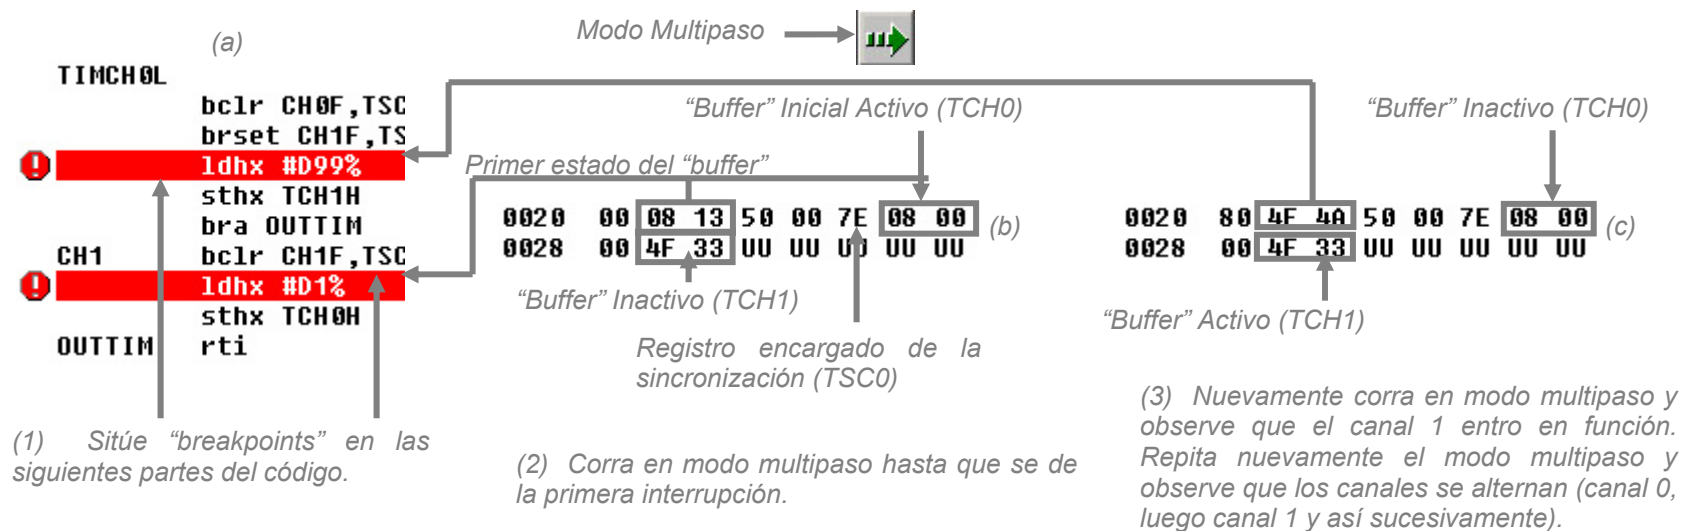 (a)
Modo Multipaso
TIMCH0L
bclr CH0F,TSC
brset CH1F,TS
ldhx #D99%
sthx TCH1H
bra OUTTIM
CH1 bclr CH1F,TSC
ldhx #D1%
sthx TCH0H
OUTTIM rti
(1) Sitúe “breakpoints” en las
siguientes partes del código.
“Buffer” Inicial Activo (TCH0)
Primer estado del “buffer”
0020 00 08 13 50 00 7E 08 00
0028 00 4F 33 UU UU UU UU UU
(b)
“Buffer” Inactivo (TCH1)
Registro encargado de la
sincronización (TSC0)
(2) Corra en modo multipaso hasta que se de
la primera interrupción.
“Buffer” Inactivo (TCH0)
0020 80 4F 4A 50 00 7E 08 00
0028 00 4F 33 UU UU UU UU UU
(c)
“Buffer” Activo (TCH1)
(3) Nuevamente corra en modo multipaso y
observe que el canal 1 entro en función.
Repita nuevamente el modo multipaso y
observe que los canales se alternan (canal 0,
luego canal 1 y así sucesivamente).